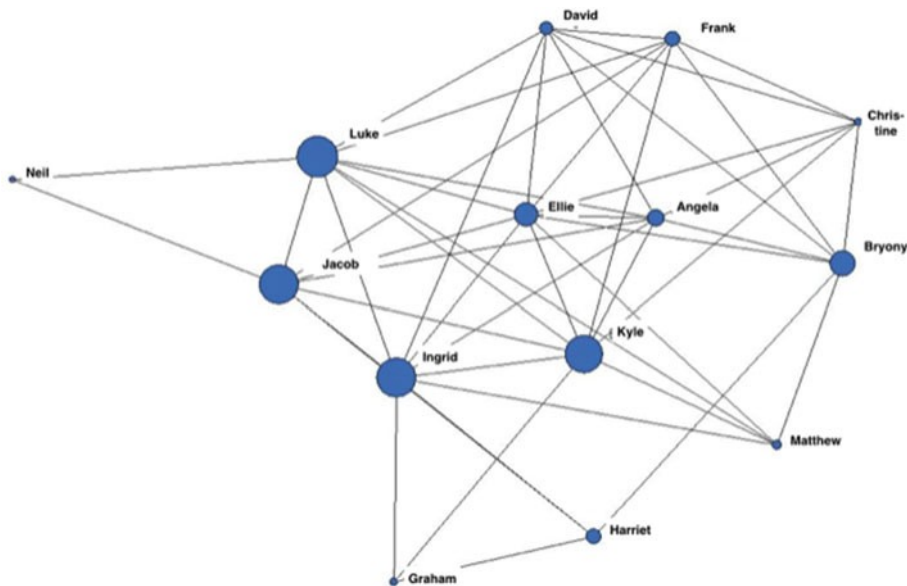 David
Frank
Chris-
tine
Luke
Neil
Ellie
Angela
Bryony
Jacob
Kyle
Ingrid
Matthew
Harriet
Graham